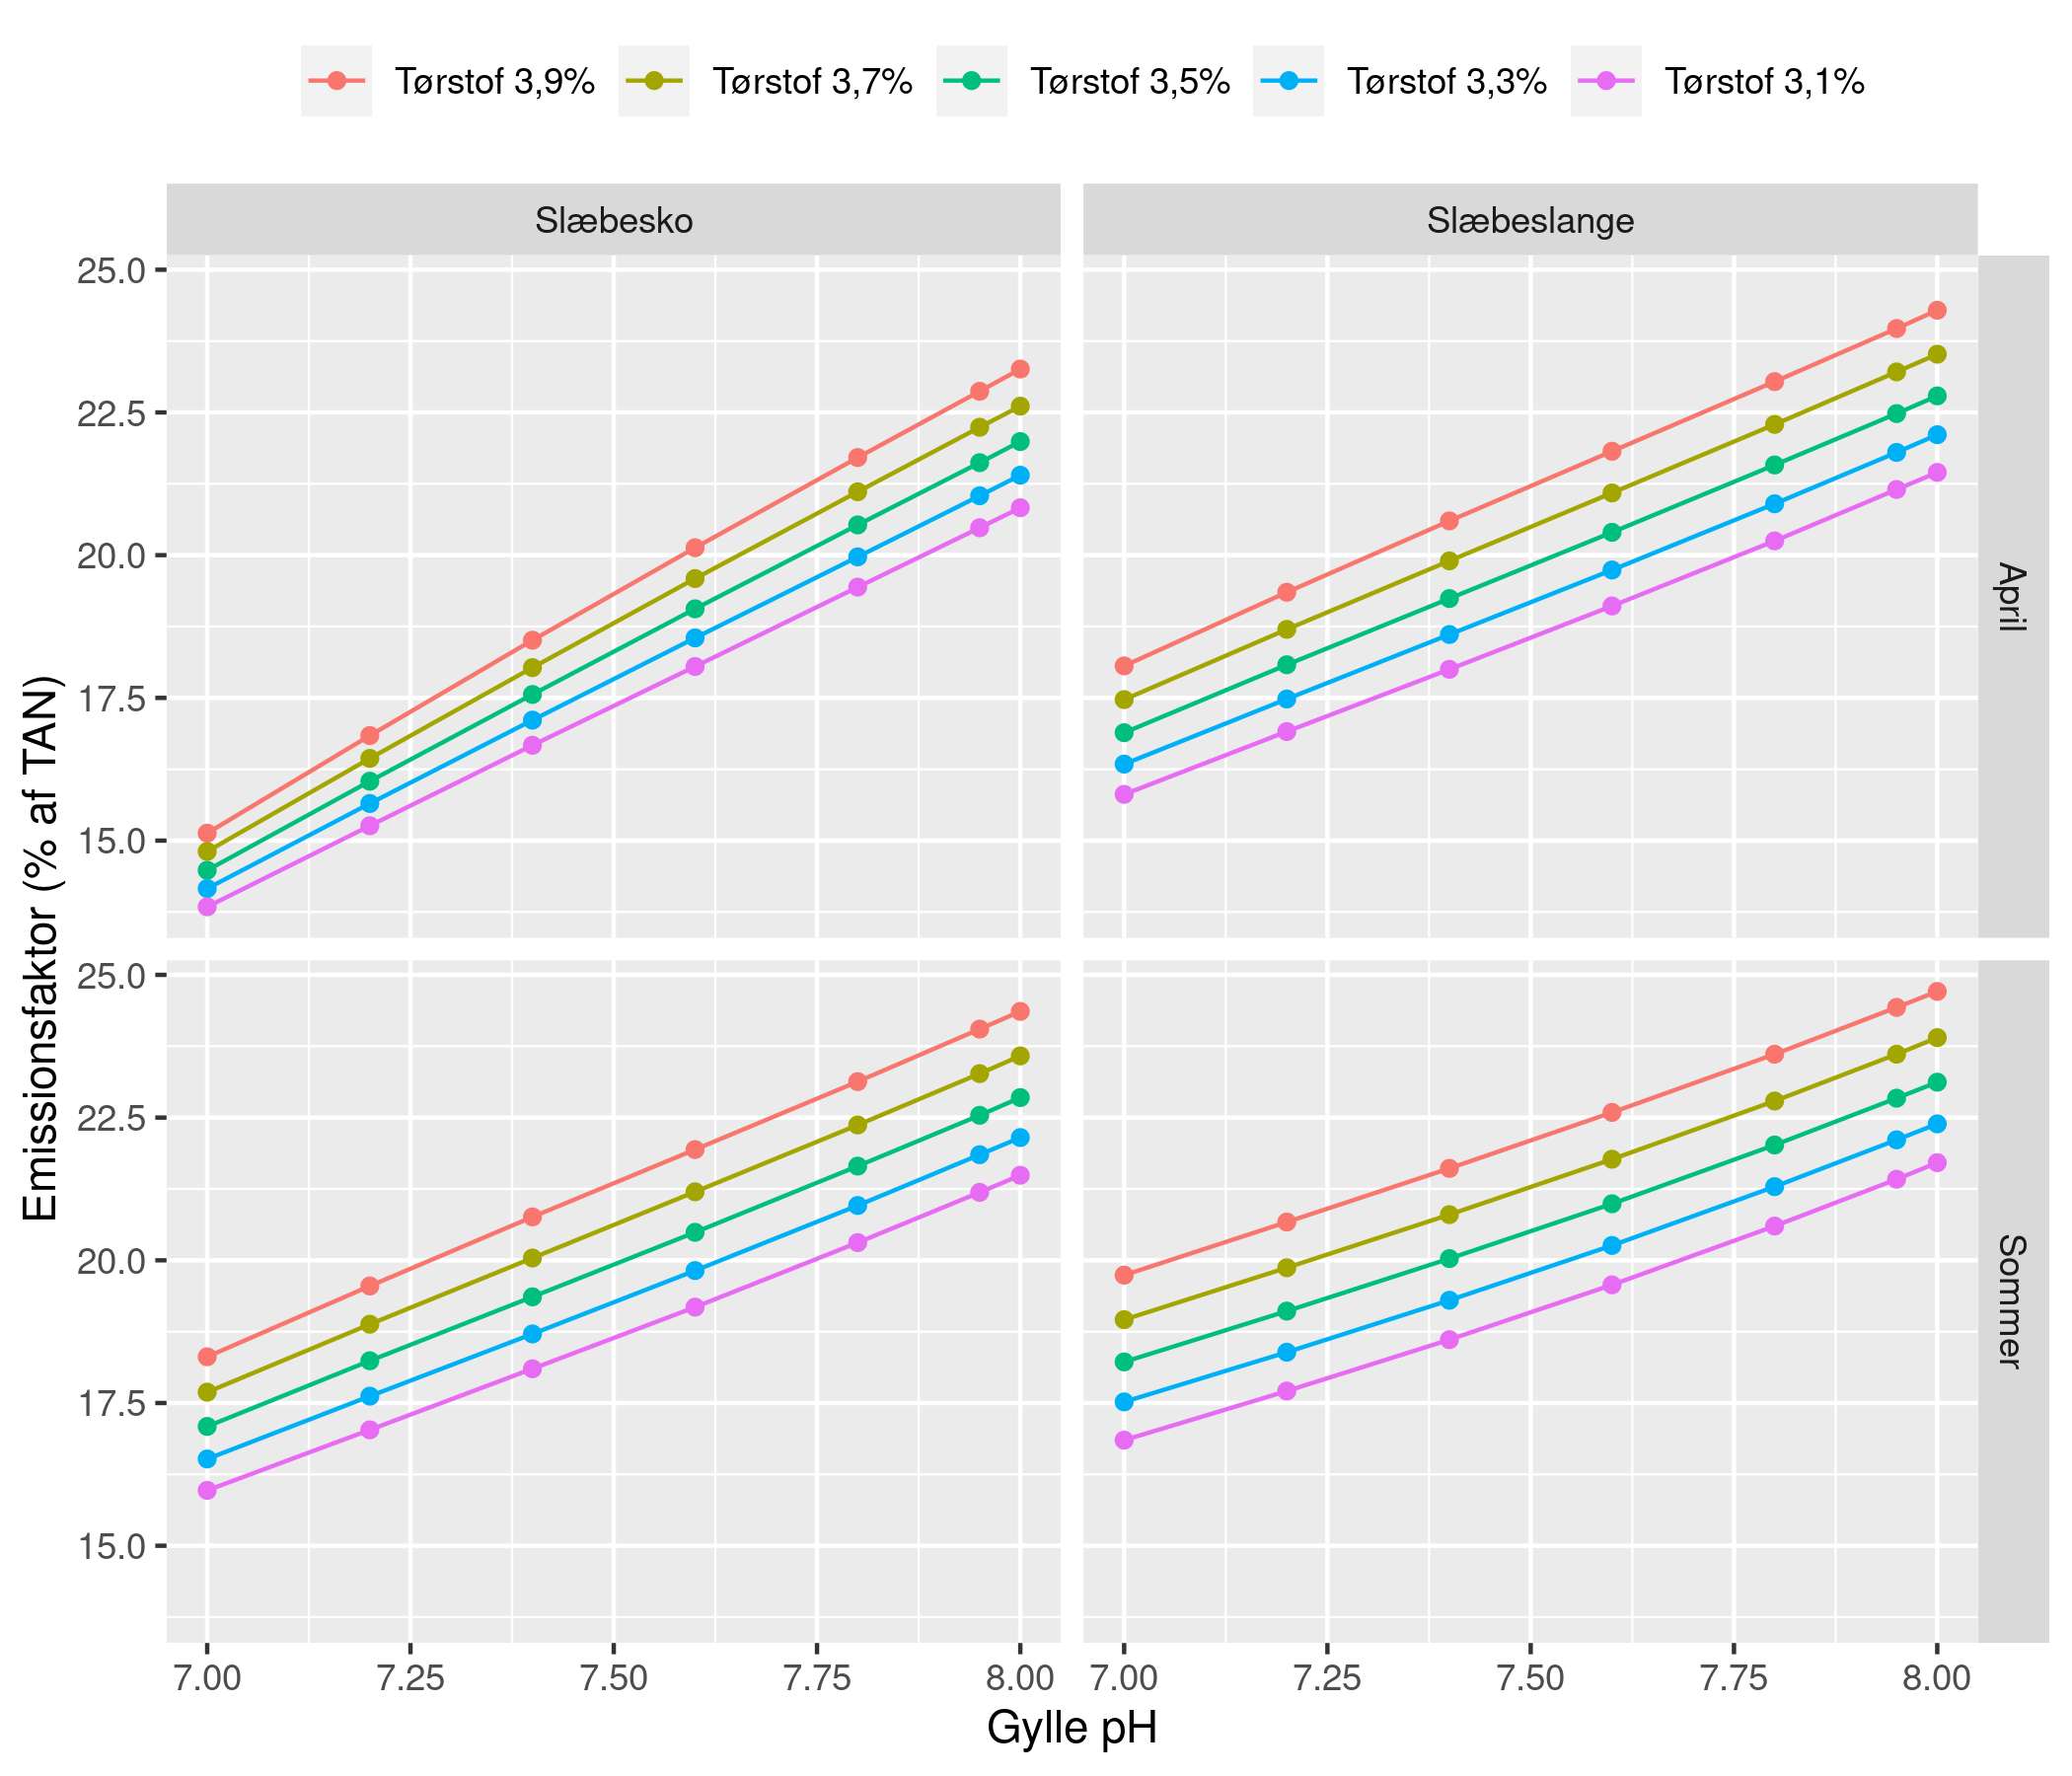 Tørstof 3,9% Tørstof 3,7% Tørstof 3,5% Tørstof 3,3% Tørstof 3,1%
Slæbesko Slæbeslange
25.0
22.5
20.0
17.5
15.0
April
25.0
22.5
20.0
17.5
15.0
Sommer
Emissionsfaktor (% af TAN)
7.00 7.25 7.50 7.75 8.00 7.00 7.25 7.50 7.75 8.00
Gylle pH